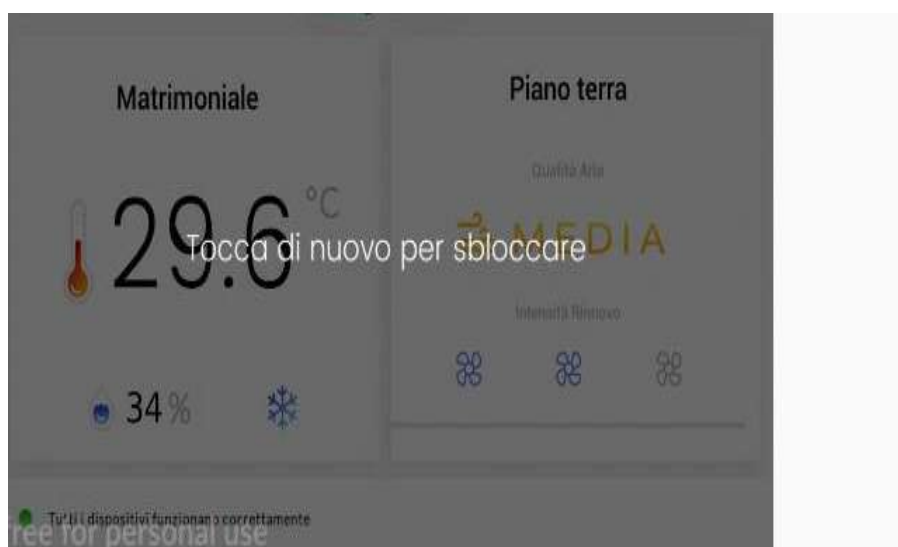 Matrimoniale
29.6 °C
34 %
Piano terra
Qualità Aria
MEDIA
Intensità Rinnovo
Tocca di nuovo per sbloccare
Tutti i dispositivi funzionano correttamente
free for personal use